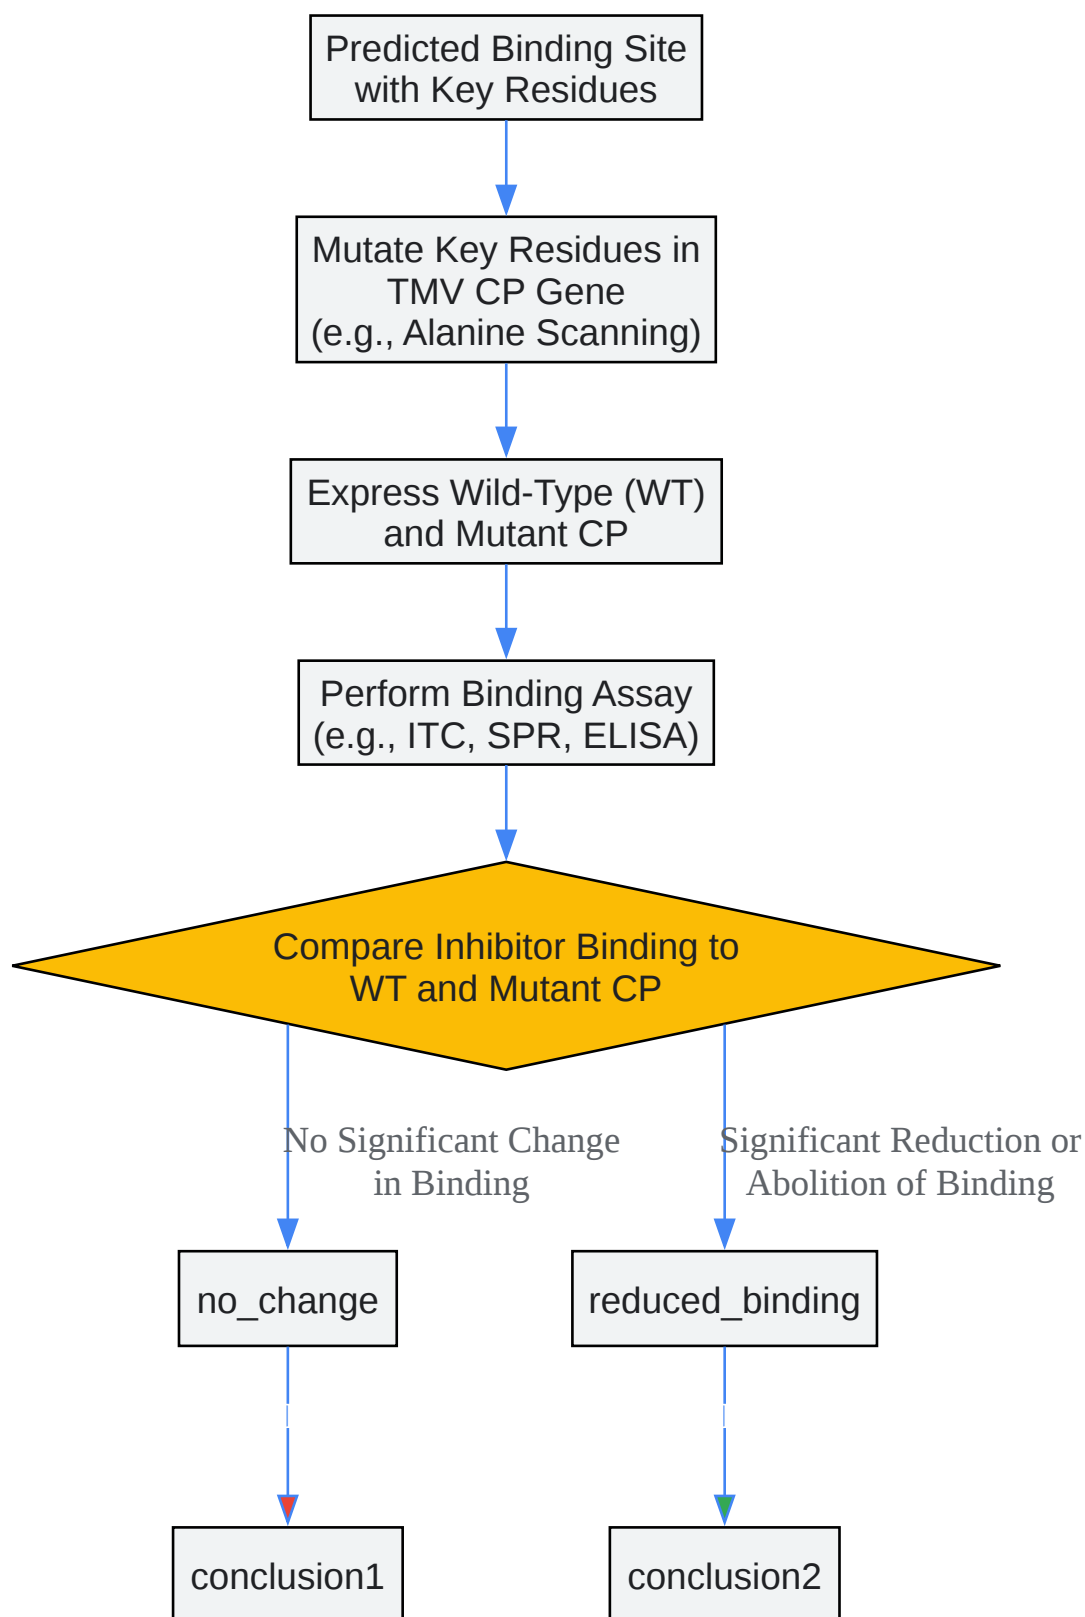 Predicted Binding Site
with Key Residues
Mutate Key Residues in
TMV CP Gene
(e.g., Alanine Scanning)
Express Wild-Type (WT)
and Mutant CP
Perform Binding Assay
(e.g., ITC, SPR, ELISA)
Compare Inhibitor Binding to
WT and Mutant CP
No Significant Change
in Binding
Significant Reduction or
Abolition of Binding
no_change
reduced_binding
conclusion1
conclusion2